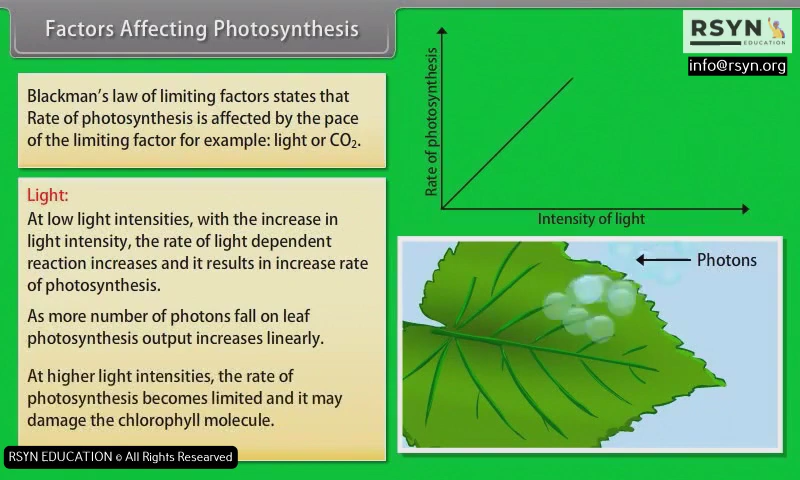 Factors Affecting Photosynthesis
RSYN
EDUCATION
info@rsyn.org
Blackman's law of limiting factors states that
Rate of photosynthesis is affected by the pace
of the limiting factor for example: light or CO₂.
Light:
At low light intensities, with the increase in
light intensity, the rate of light dependent
reaction increases and it results in increase rate
of photosynthesis.
As more number of photons fall on leaf
photosynthesis output increases linearly.
At higher light intensities, the rate of
photosynthesis becomes limited and it may
damage the chlorophyll molecule.
Rate of photosynthesis
Intensity of light
Photons
RSYN EDUCATION © All Rights Researved